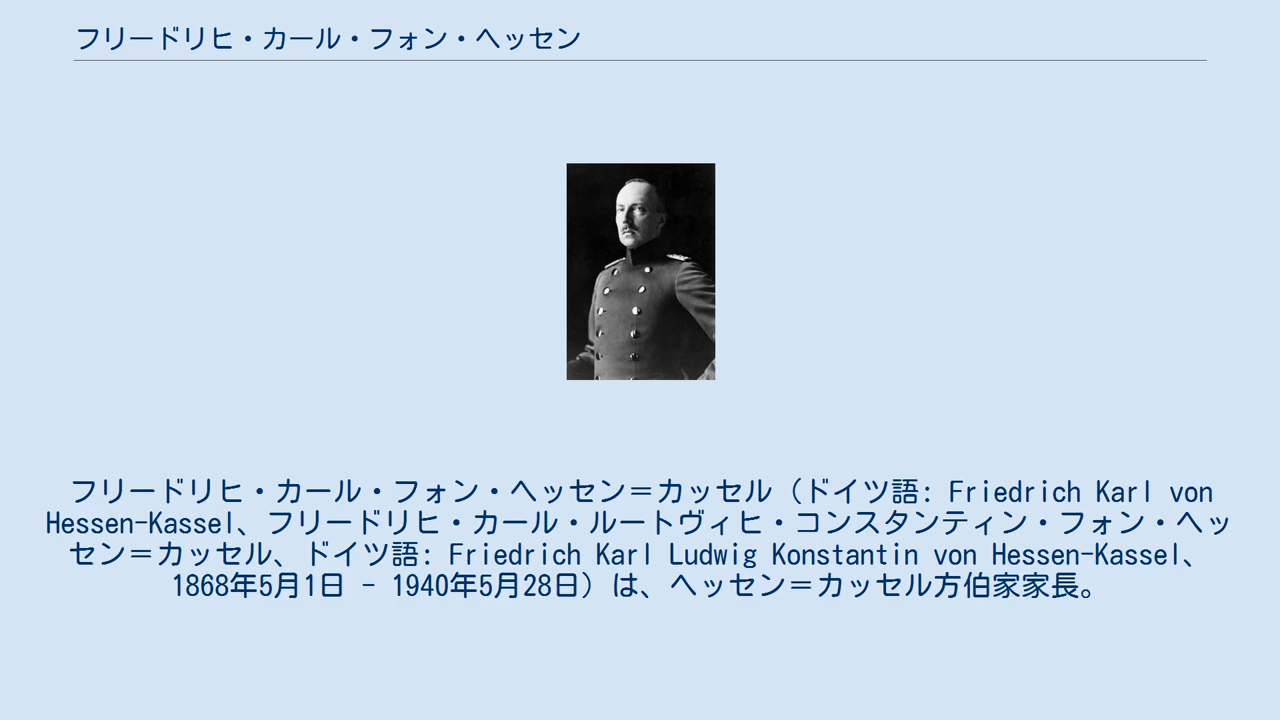 フリードリヒ・カール・フォン・ヘッセン
フリードリヒ・カール・フォン・ヘッセン＝カッセル（ドイツ語: Friedrich Karl von
Hessen-Kassel、フリードリヒ・カール・ルートヴィヒ・コンスタンティン・フォン・ヘッ
セン＝カッセル、ドイツ語: Friedrich Karl Ludwig Konstantin von Hessen-Kassel、
1868年5月1日 - 1940年5月28日）は、ヘッセン＝カッセル方伯家家長。